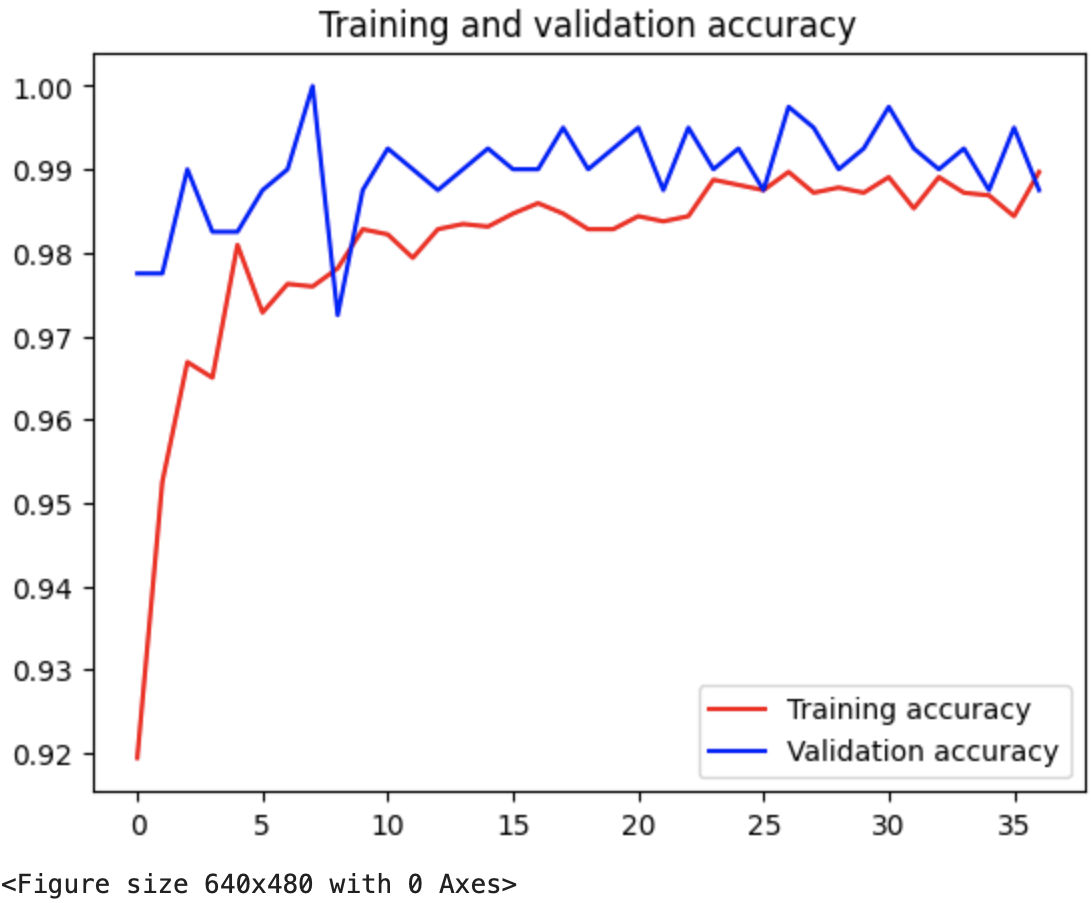 Training and validation accuracy
1.00
0.99
0.98
0.97
0.96
0.95
0.94
0.93
0.92
Training accuracy
Validation accuracy
0 5 10 15 20 25 30 35
<Figure size 640x480 with 0 Axes>